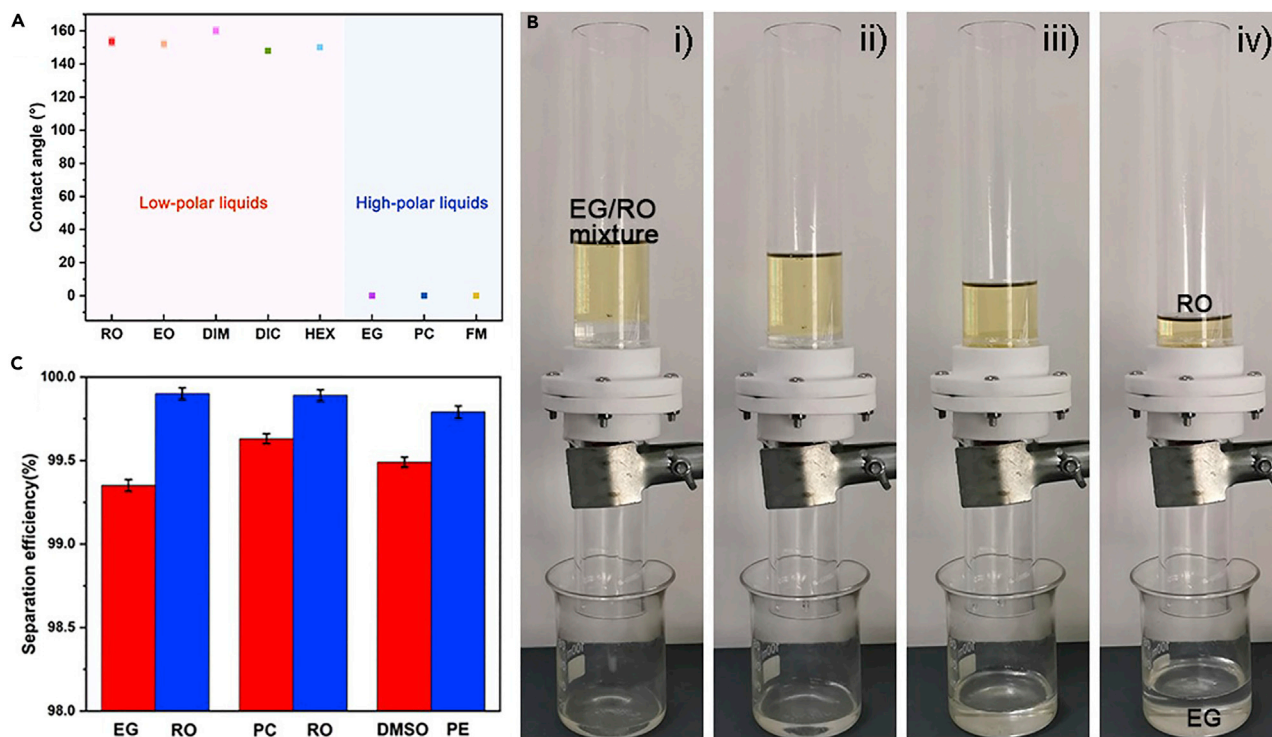 A
Contact angle (°)
160
140
120
100
80
60
40
20
0
Low-polar liquids
High-polar liquids
RO EO DIM DIC HEX EG PC FM
B
i)
EG/RO
mixture
ii)
iii)
iv)
RO
EG
C
Separation efficiency(%)
100.0
99.5
99.0
98.5
98.0
EG RO PC RO DMSO PE